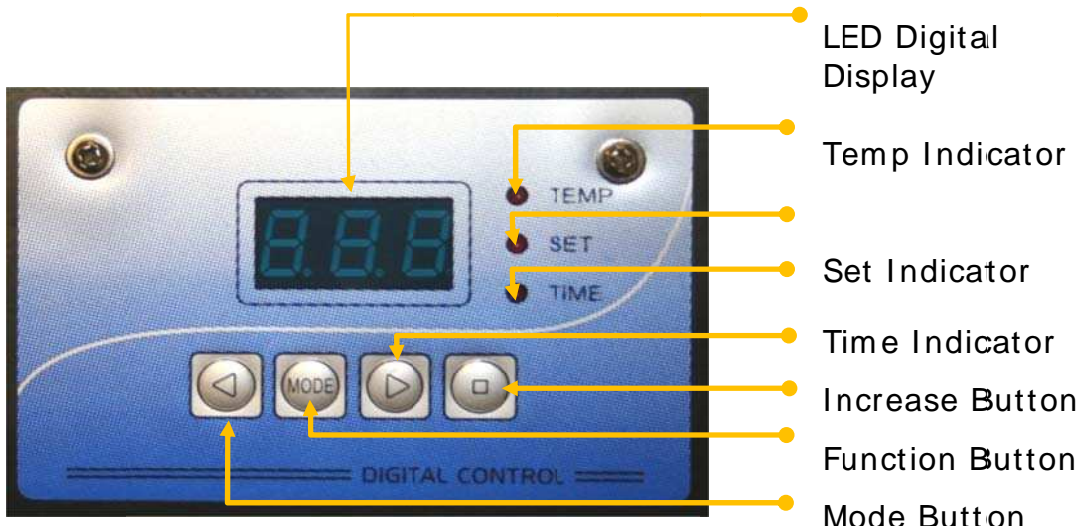 LED Digital
Display
Temp Indicator
TEMP
SET
Set Indicator
TIME
Time Indicator
Increase Button
MODE
Function Button
DIGITAL CONTROL
Mode Button